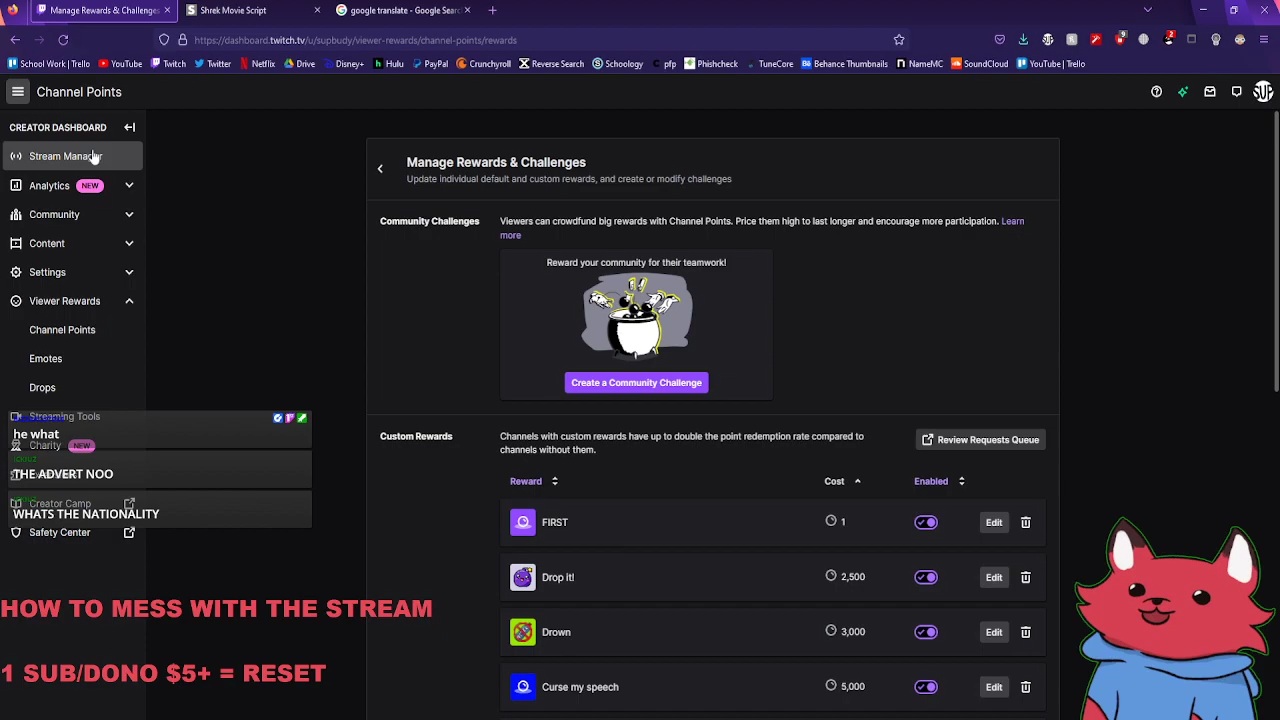 Manage Rewards & Challenges
Shrek Movie Script
google translate - Google Sear
https://dashboard.twitch.tv/u/supbudy/viewer-rewards/channel-points/rewards
School Work | Trello YouTube Twitch Twitter Netflix Drive Disney+ Hulu PayPal Crunchyroll Reverse Search Schoology pfp Phishcheck TuneCore Behance Thumbnails NameMC SoundCloud YouTube | Trello
Channel Points
SUP
CREATOR DASHBOARD
Stream Manager
Analytics NEW
Community
Content
Settings
Viewer Rewards
Channel Points
Emotes
Drops
Streaming Tools
he what
Charity NEW
THE ADVERT NOO
Creator Camp
WHATS THE NATIONALITY
Safety Center
HOW TO MESS WITH THE STREAM
1 SUB/DONO $5+ = RESET
Manage Rewards & Challenges
Update individual default and custom rewards, and create or modify challenges
Community Challenges
Viewers can crowdfund big rewards with Channel Points. Price them high to last longer and encourage more participation. Learn
more
Reward your community for their teamwork!
Create a Community Challenge
Custom Rewards
Channels with custom rewards have up to double the point redemption rate compared to
channels without them.
Review Requests Queue
Reward Cost Enabled
FIRST 1 Edit
Drop it! 2,500 Edit
Drown 3,000 Edit
Curse my speech 5,000 Edit